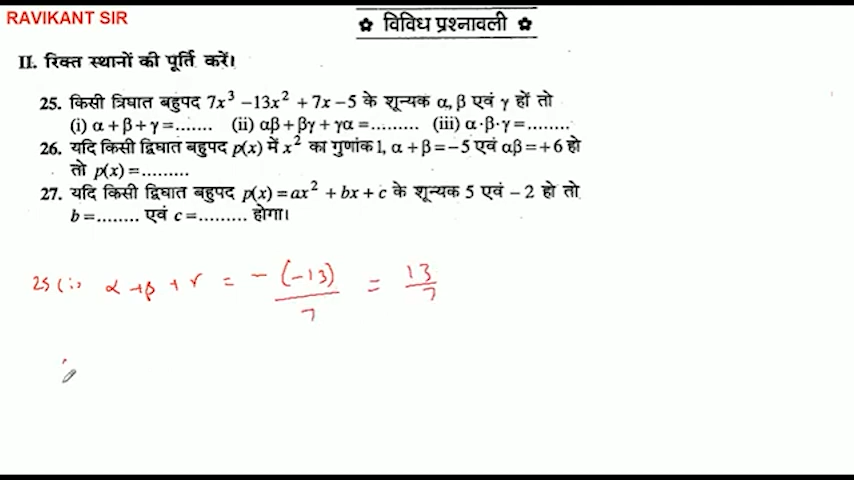 RAVIKANT SIR
✿ विविध प्रश्नावली ✿
II. रिक्त स्थानों की पूर्ति करें।
25. किसी त्रिघात बहुपद 7x³ −13x² + 7x −5 के शून्यक α, β एवं γ हों तो
(i) α + β + γ = ....... (ii) αβ + βγ + γα = ......... (iii) α·β·γ = ........
26. यदि किसी द्विघात बहुपद p(x) में x² का गुणांक 1, α + β = −5 एवं αβ = +6 हो
तो p(x) = .........
27. यदि किसी द्विघात बहुपद p(x) = ax² + bx + c के शून्यक 5 एवं −2 हो तो
b = ........ एवं c = ......... होगा।
25 (i) α + β + γ = −(−13)/7 = 13/7